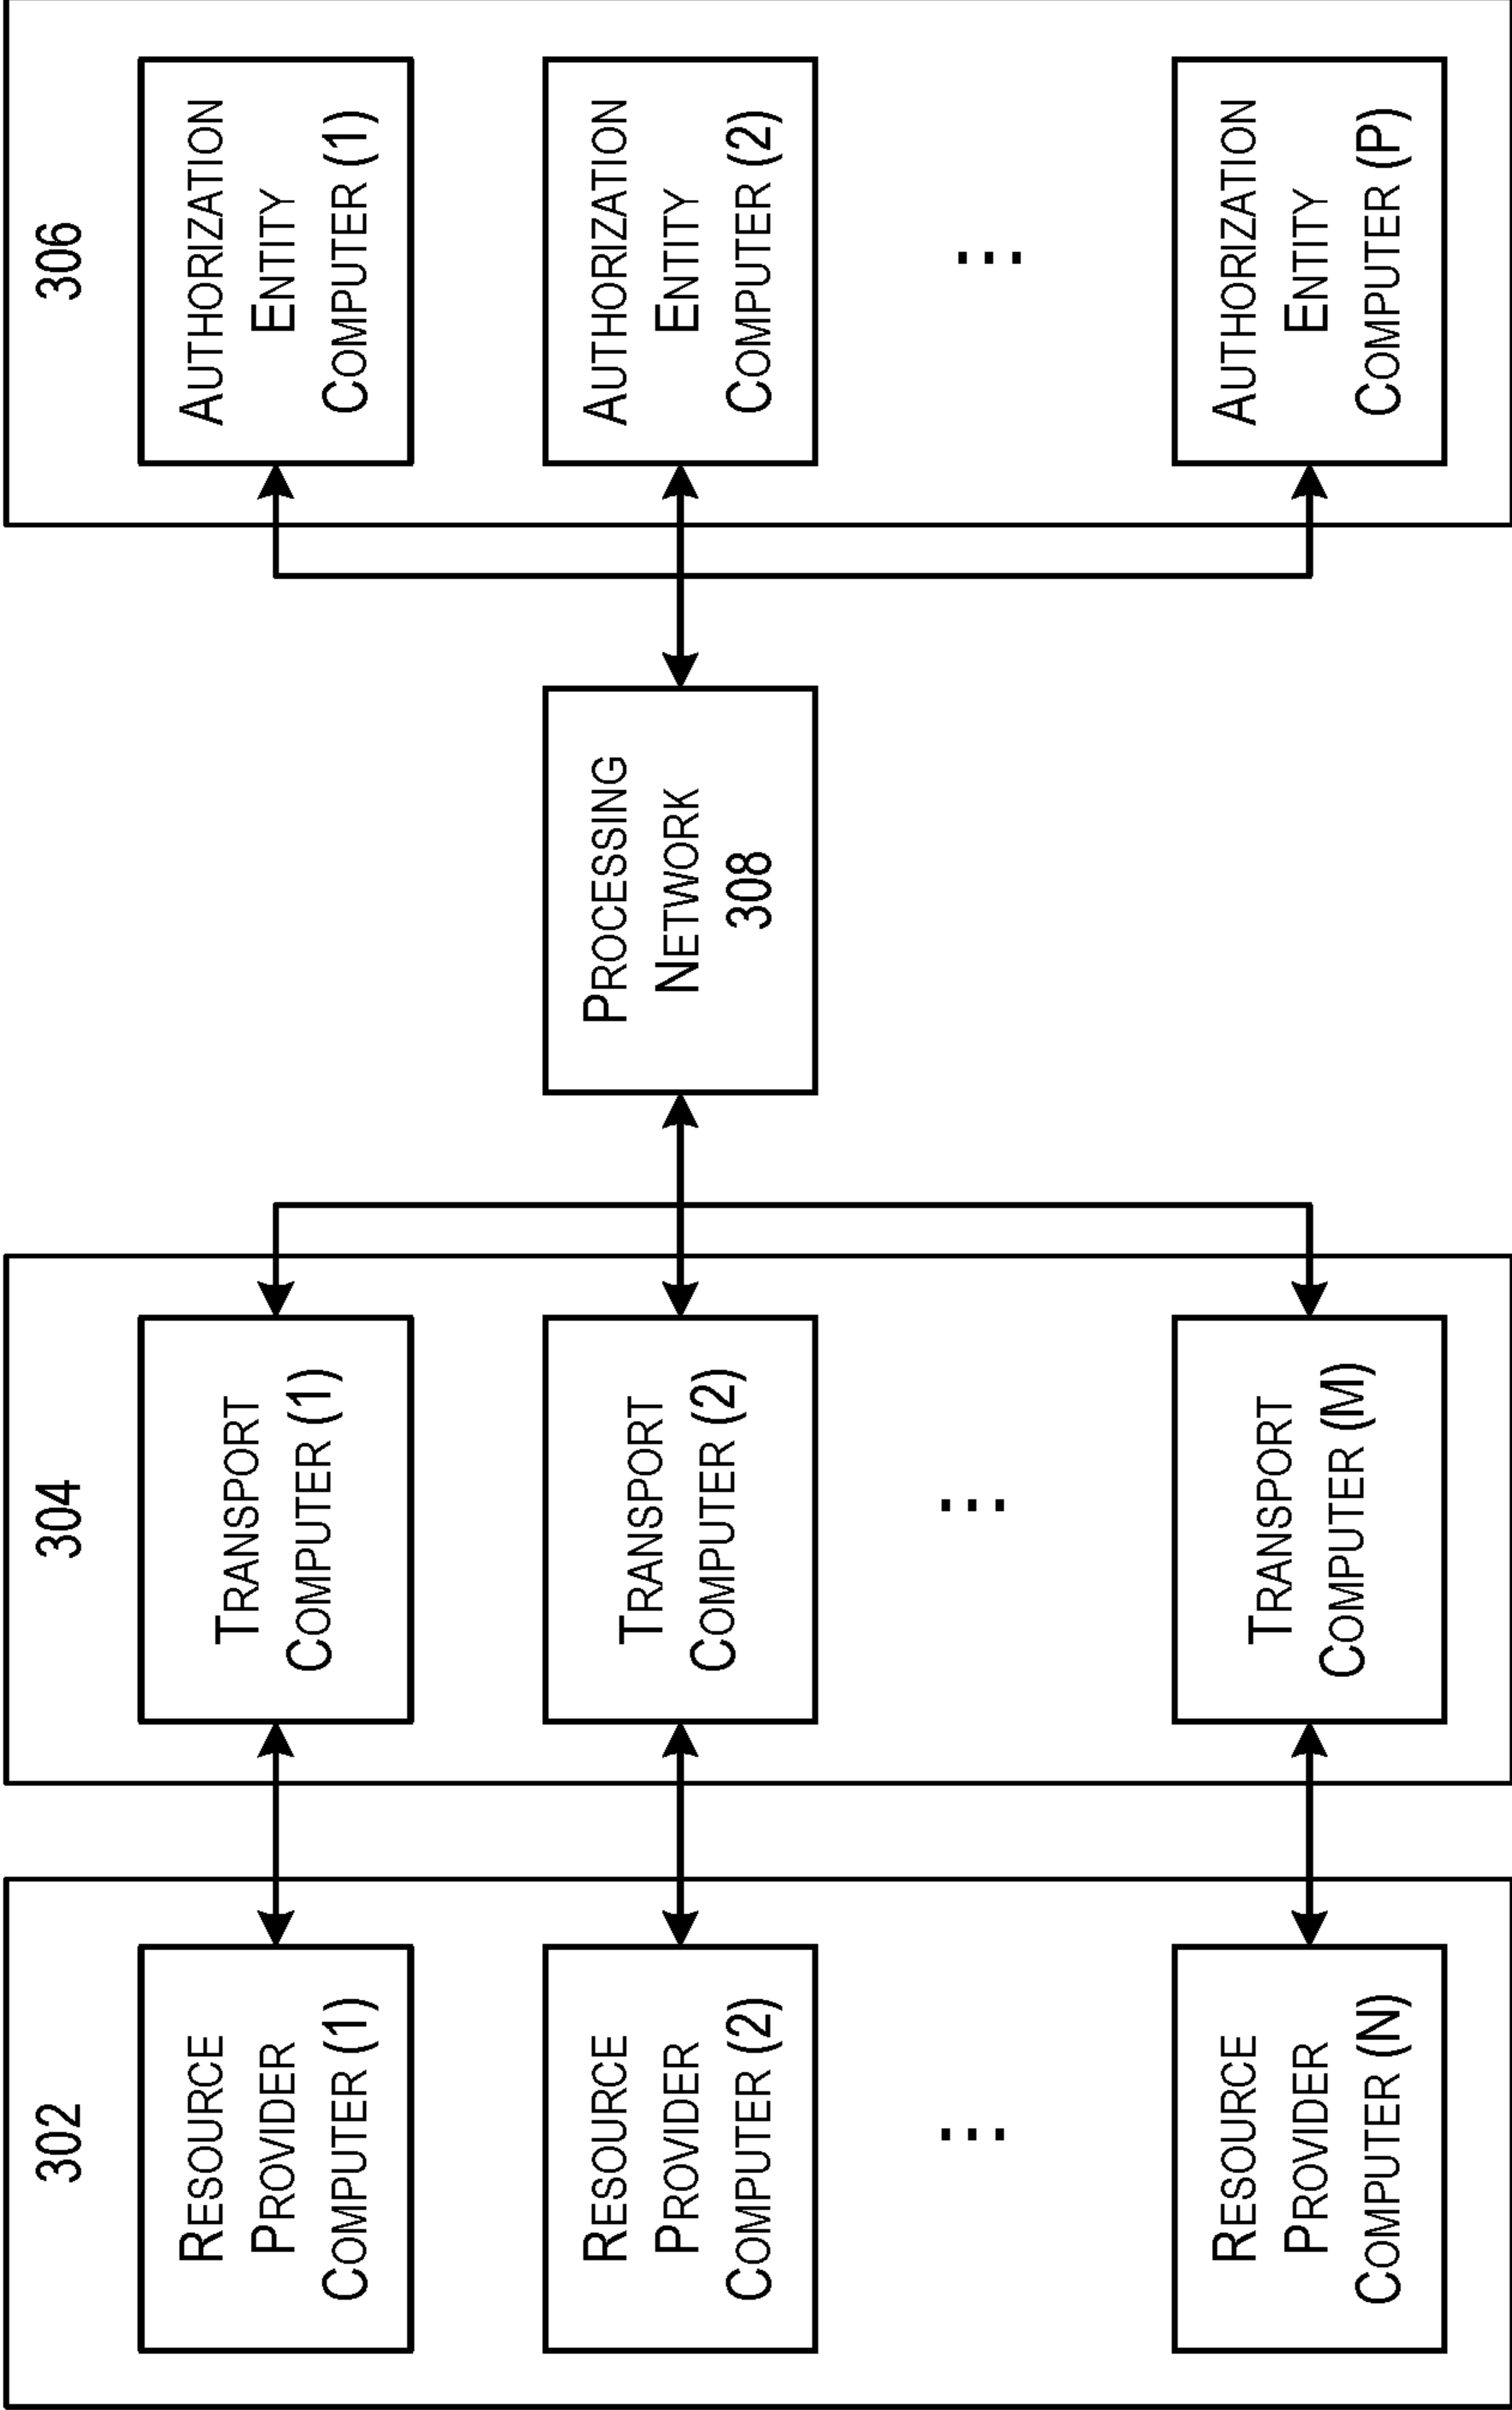 302
RESOURCE
PROVIDER
COMPUTER (1)
RESOURCE
PROVIDER
COMPUTER (2)
...
RESOURCE
PROVIDER
COMPUTER (N)
304
TRANSPORT
COMPUTER (1)
TRANSPORT
COMPUTER (2)
...
TRANSPORT
COMPUTER (M)
PROCESSING
NETWORK
308
306
AUTHORIZATION
ENTITY
COMPUTER (1)
AUTHORIZATION
ENTITY
COMPUTER (2)
...
AUTHORIZATION
ENTITY
COMPUTER (P)